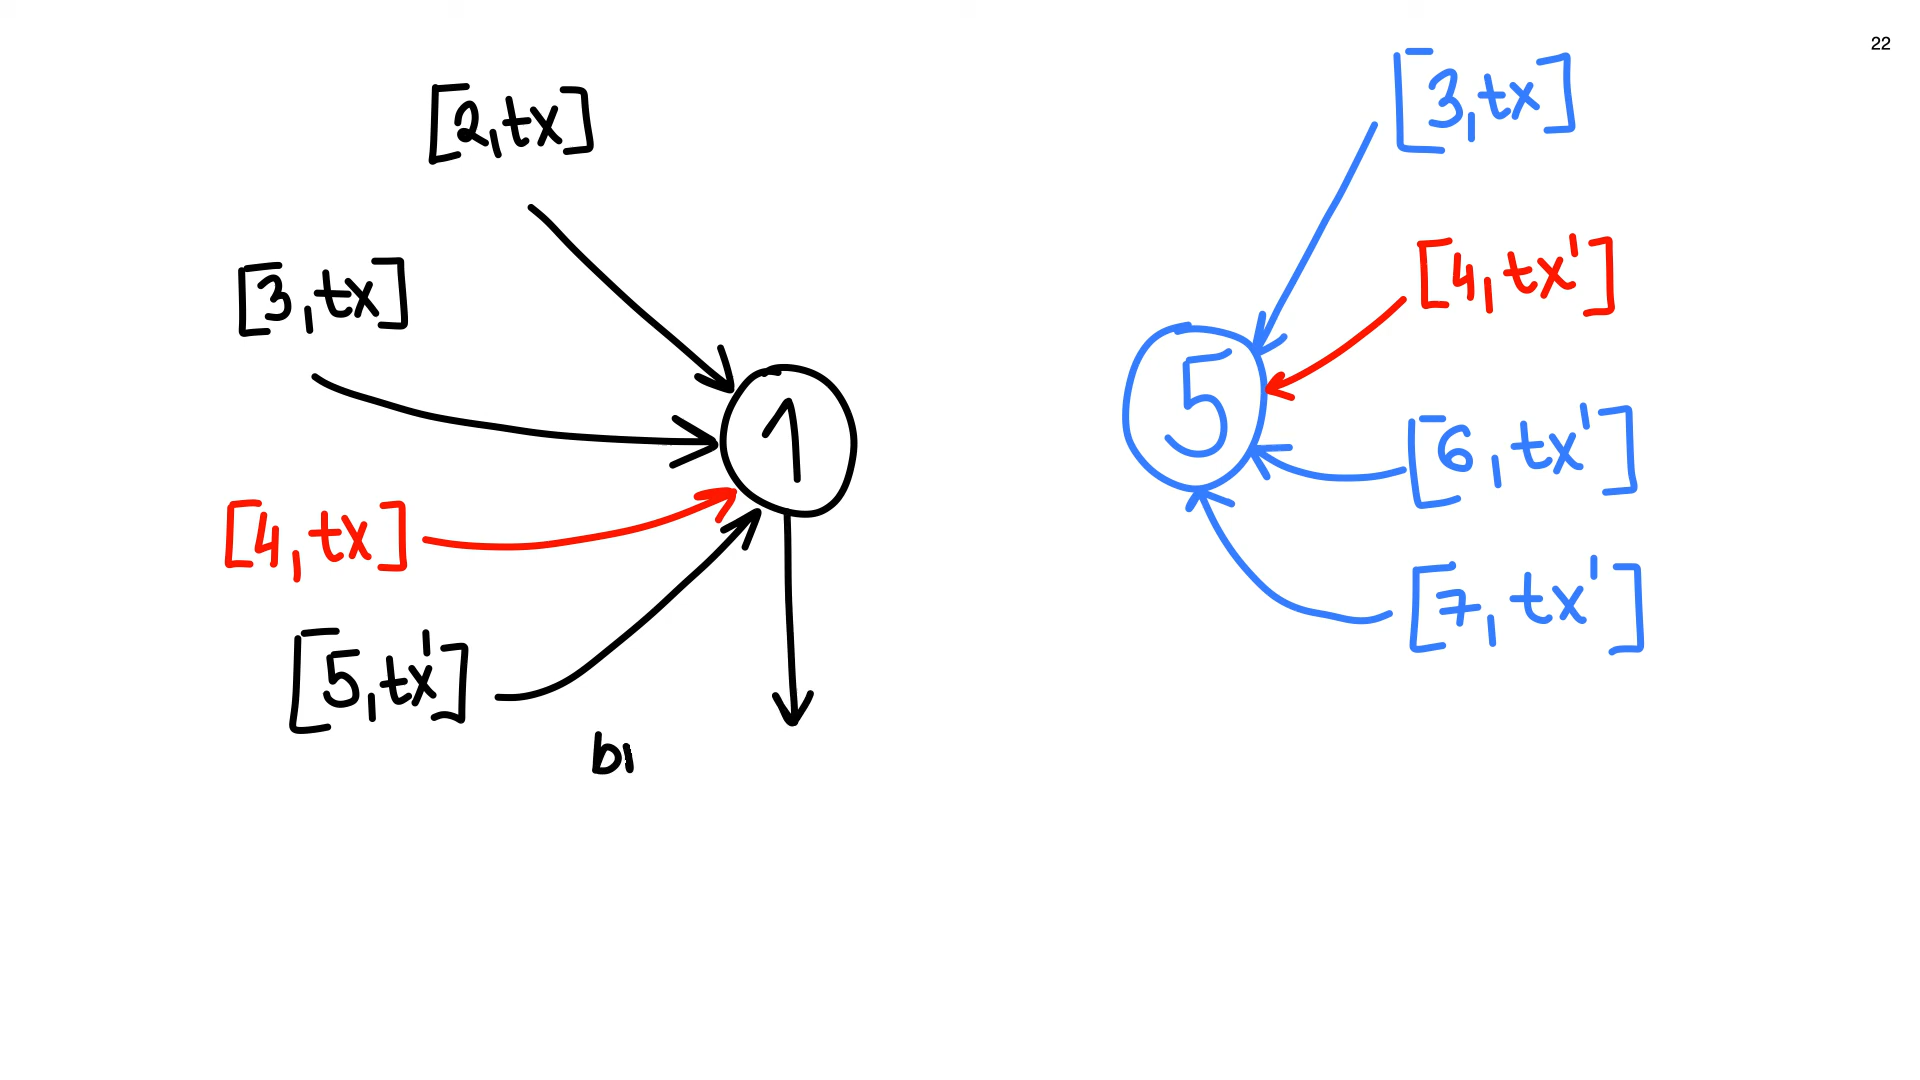 22
[2, tx]
[3, tx]
[4, tx]
[5, tx']
1
b1
[3, tx]
[4, tx']
5
[6, tx']
[7, tx']